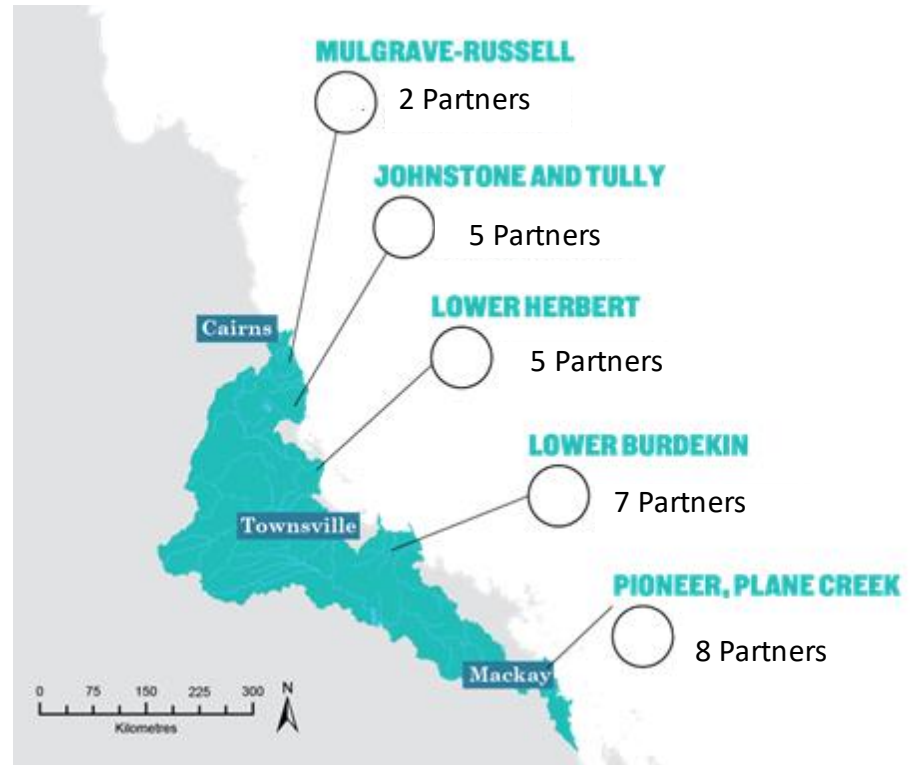 MULGRAVE-RUSSELL
2 Partners
JOHNSTONE AND TULLY
5 Partners
LOWER HERBERT
Cairns
5 Partners
LOWER BURDEKIN
7 Partners
Townsville
PIONEER, PLANE CREEK
8 Partners
Mackay
0 75 150 225 300 N
Kilometres